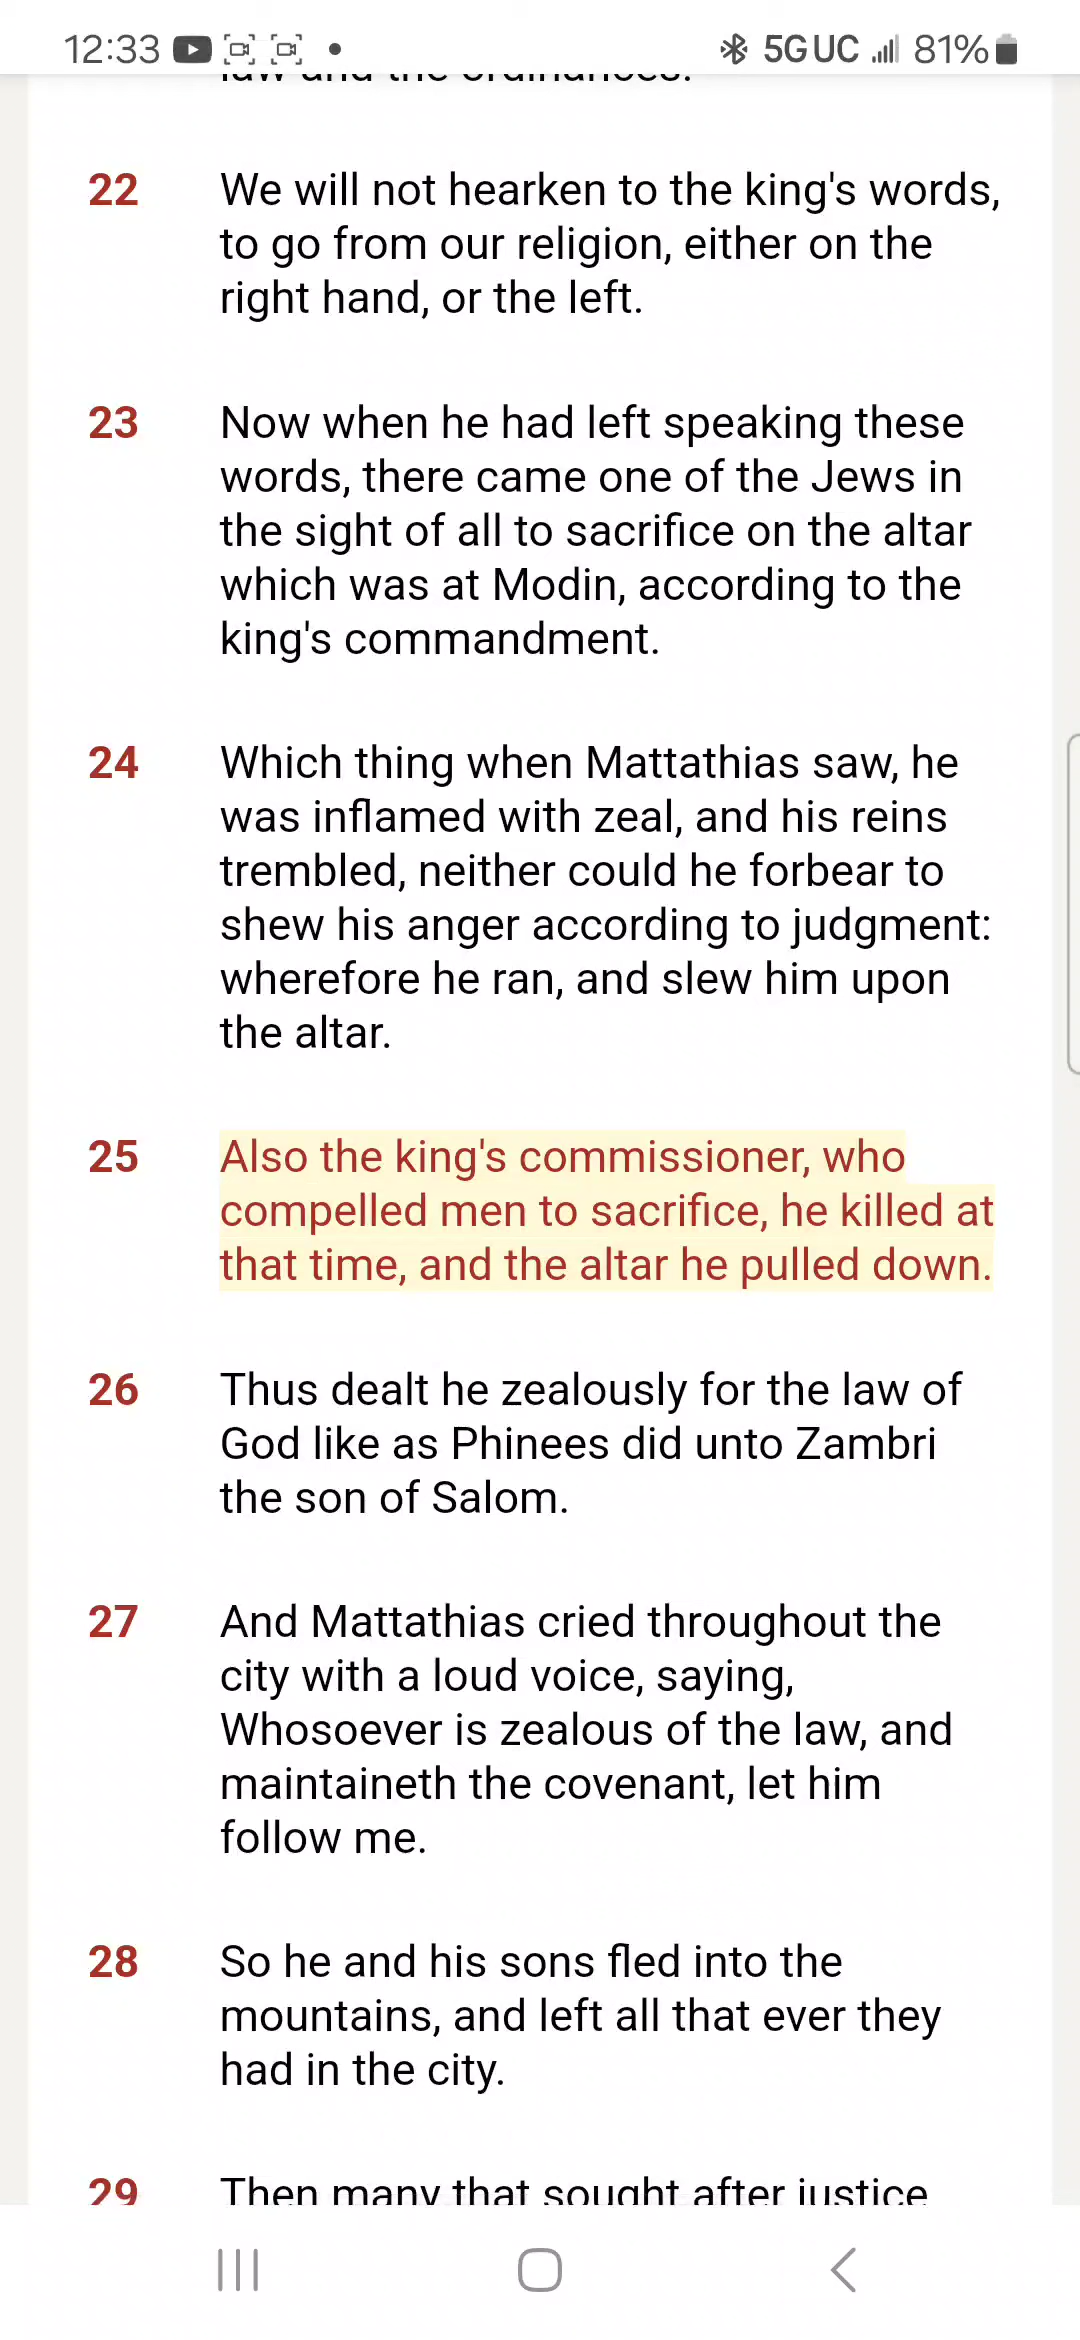 12:33
5G UC 81%
law and the ordinances.
22 We will not hearken to the king's words,
to go from our religion, either on the
right hand, or the left.
23 Now when he had left speaking these
words, there came one of the Jews in
the sight of all to sacrifice on the altar
which was at Modin, according to the
king's commandment.
24 Which thing when Mattathias saw, he
was inflamed with zeal, and his reins
trembled, neither could he forbear to
shew his anger according to judgment:
wherefore he ran, and slew him upon
the altar.
25 Also the king's commissioner, who
compelled men to sacrifice, he killed at
that time, and the altar he pulled down.
26 Thus dealt he zealously for the law of
God like as Phinees did unto Zambri
the son of Salom.
27 And Mattathias cried throughout the
city with a loud voice, saying,
Whosoever is zealous of the law, and
maintaineth the covenant, let him
follow me.
28 So he and his sons fled into the
mountains, and left all that ever they
had in the city.
29 Then many that sought after justice